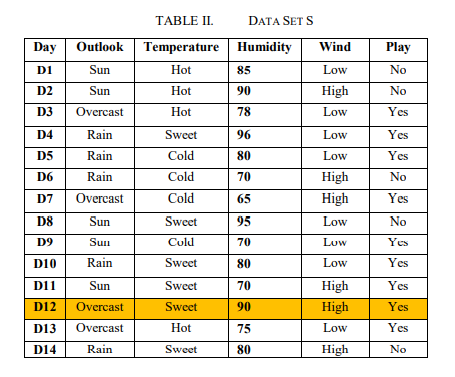 TABLE II. DATA SET S
Day Outlook Temperature Humidity Wind Play
D1 Sun Hot 85 Low No
D2 Sun Hot 90 High No
D3 Overcast Hot 78 Low Yes
D4 Rain Sweet 96 Low Yes
D5 Rain Cold 80 Low Yes
D6 Rain Cold 70 High No
D7 Overcast Cold 65 High Yes
D8 Sun Sweet 95 Low No
D9 Sun Cold 70 Low Yes
D10 Rain Sweet 80 Low Yes
D11 Sun Sweet 70 High Yes
D12 Overcast Sweet 90 High Yes
D13 Overcast Hot 75 Low Yes
D14 Rain Sweet 80 High No